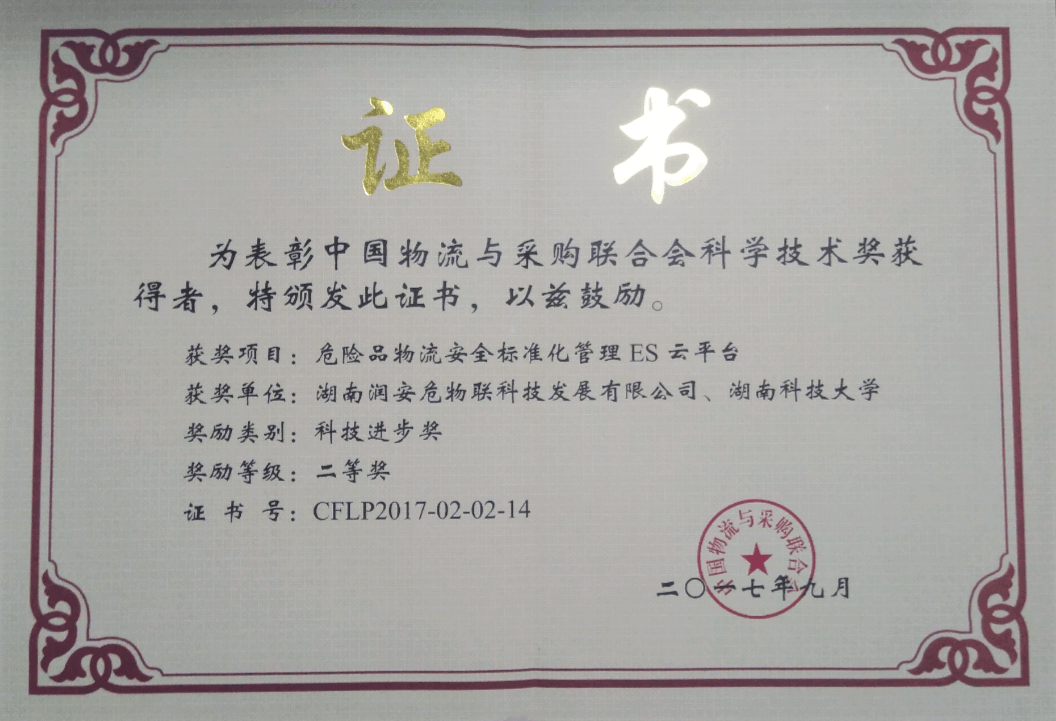 证 书
为表彰中国物流与采购联合会科学技术奖获
得者，特颁发此证书，以兹鼓励。
获奖项目：危险品物流安全标准化管理 ES 云平台
获奖单位：湖南润安危物联科技发展有限公司、湖南科技大学
奖励类别：科技进步奖
奖励等级：二等奖
证 书 号：CFLP2017-02-02-14
中国物流与采购联合会
二〇一七年九月